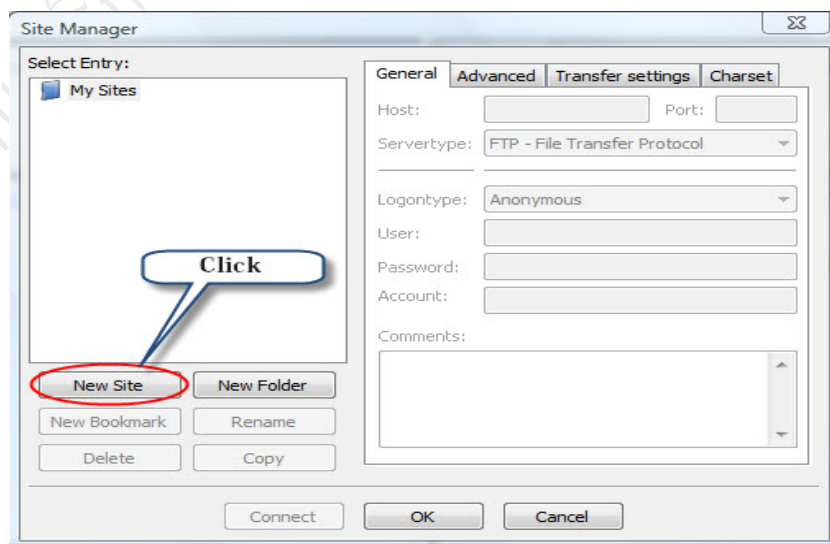 Site Manager
Select Entry:
My Sites
Click
New Site
New Folder
New Bookmark
Rename
Delete
Copy
General
Advanced
Transfer settings
Charset
Host:
Port:
Servertype:
FTP - File Transfer Protocol
Logontype:
Anonymous
User:
Password:
Account:
Comments:
Connect
OK
Cancel